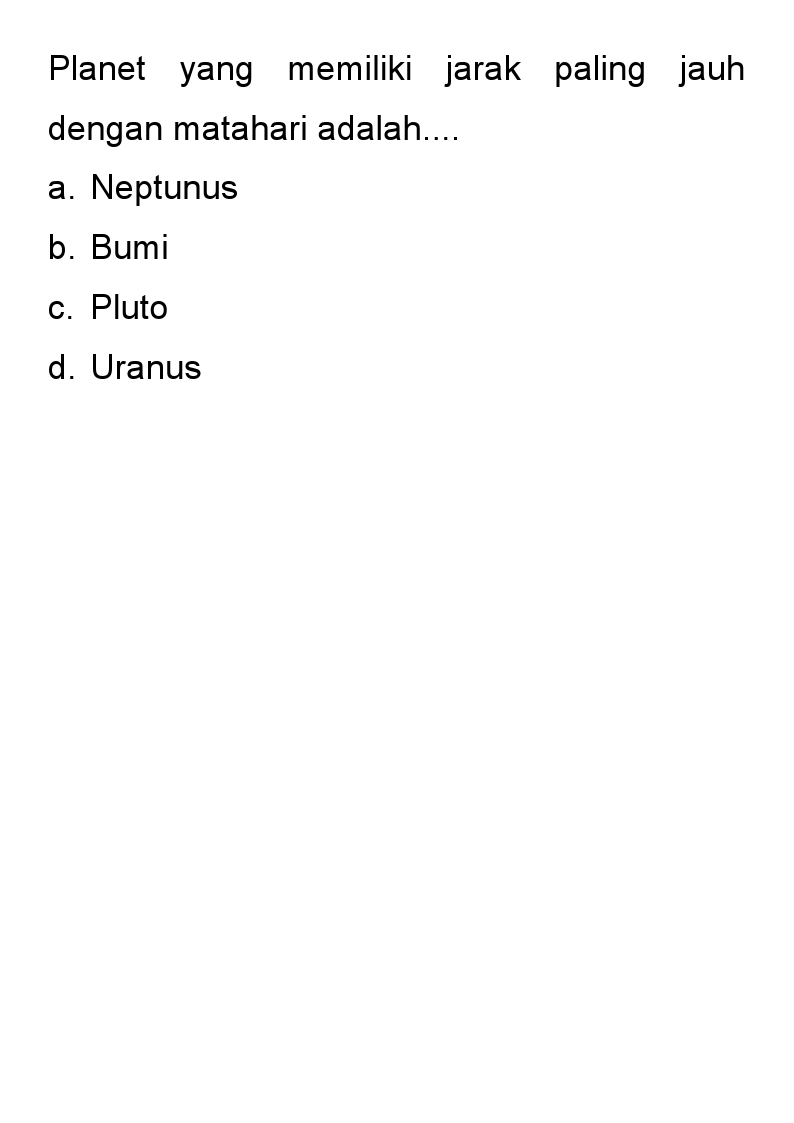 Planet yang memiliki jarak paling jauh
dengan matahari adalah....
a. Neptunus
b. Bumi
c. Pluto
d. Uranus